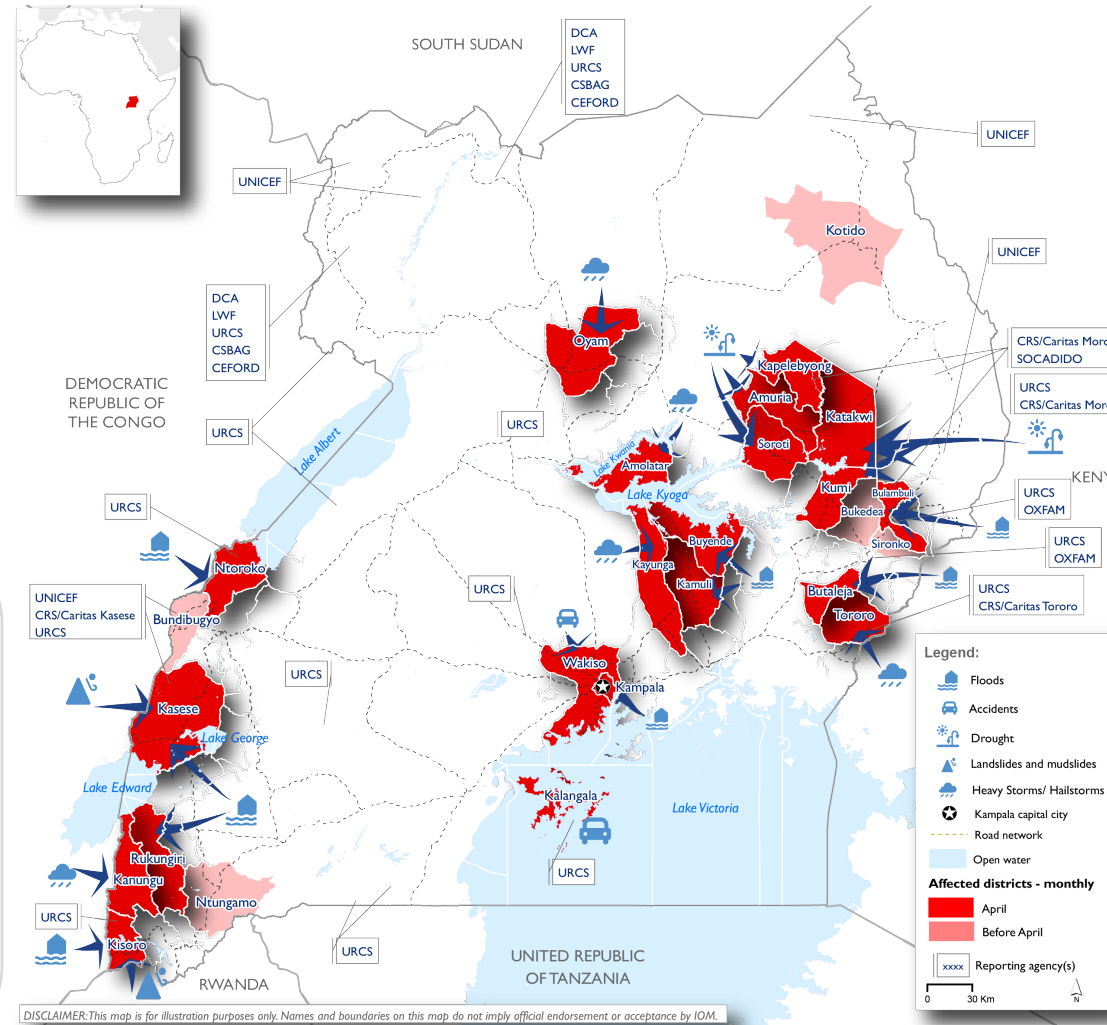 SOUTH SUDAN
DCA
LWF
URCS
CSBAG
CEFORD
UNICEF
UNICEF
Kotido
UNICEF
DCA
LWF
URCS
CSBAG
CEFORD
Oyam
CRS/Caritas Moro
SOCADIDO
Kapelebyong
DEMOCRATIC
REPUBLIC OF
THE CONGO
URCS
CRS/Caritas Moro
Amuria
Katakwi
URCS
URCS
Soroti
Lake Albert
Lake Kwania
Amolatar
KENY
Lake Kyoga
Kumi
Bulambuli
URCS
OXFAM
URCS
Bukedea
Buyende
Sironko
URCS
OXFAM
Ntoroko
Kayunga
Kamuli
Butaleja
URCS
CRS/Caritas Tororo
UNICEF
CRS/Caritas Kasese
URCS
URCS
Bundibugyo
Tororo
Wakiso
URCS
Kampala
Kasese
Lake George
Lake Edward
Kalangala
Lake Victoria
Rukungiri
Kanungu
URCS
Ntungamo
URCS
Kisoro
URCS
UNITED REPUBLIC
OF TANZANIA
RWANDA
Legend:
Floods
Accidents
Drought
Landslides and mudslides
Heavy Storms/ Hailstorms
Kampala capital city
Road network
Open water
Affected districts - monthly
April
Before April
xxxx Reporting agency(s)
0 30 Km
N
DISCLAIMER: This map is for illustration purposes only. Names and boundaries on this map do not imply official endorsement or acceptance by IOM.